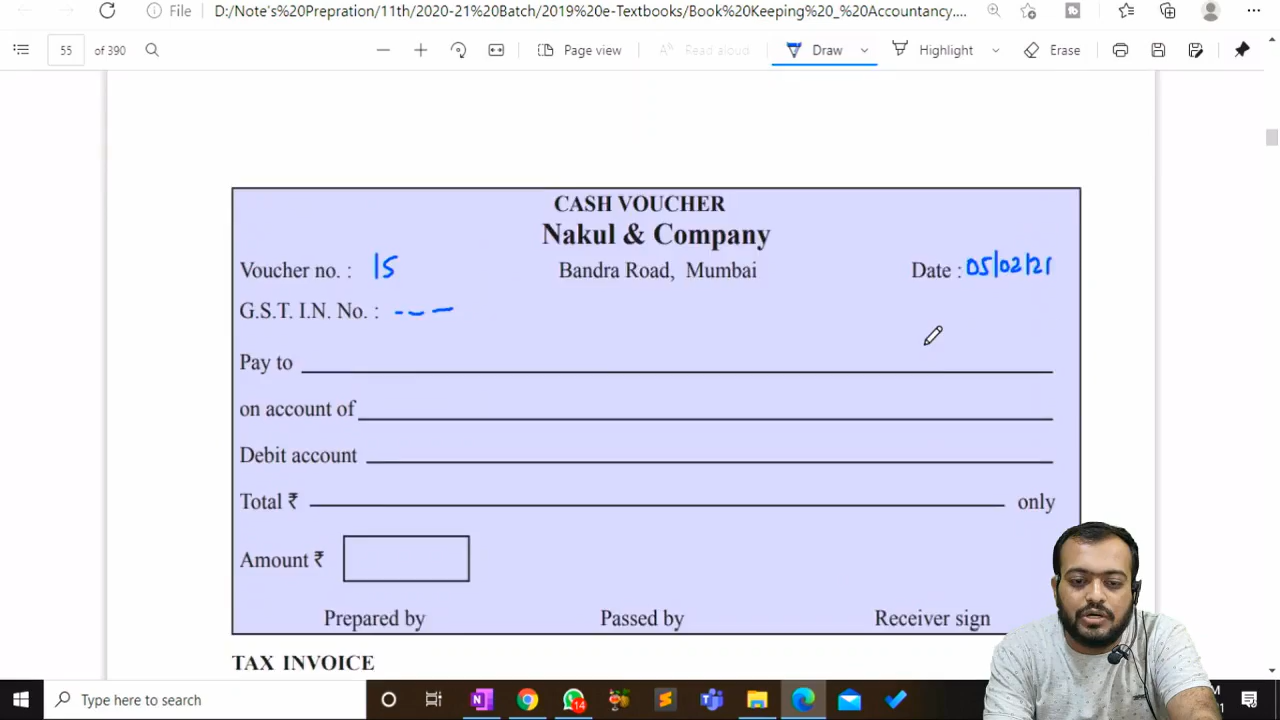 File D:/Note's%20Prepration/11th/2020-21%20Batch/2019%20e-Textbooks/Book%20Keeping%20_%20Accountancy....
55 of 390 Page view Read aloud Draw Highlight Erase
CASH VOUCHER
Nakul & Company
Voucher no. : 15 Bandra Road, Mumbai Date : 05/02/21
G.S.T. I.N. No. : ---
Pay to
on account of
Debit account
Total ₹ only
Amount ₹
Prepared by Passed by Receiver sign
TAX INVOICE
Type here to search 14